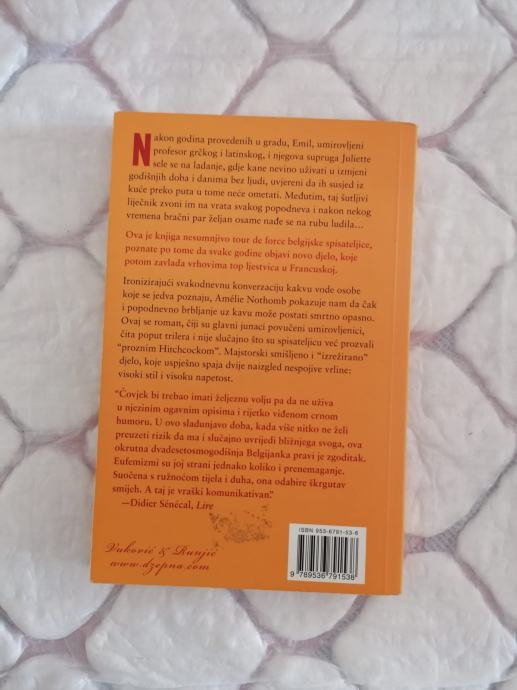 Nakon godina provedenih u gradu, Emil, umirovljeni
profesor grčkog i latinskog, i njegova supruga Juliette
sele se na ladanje, gdje kane nevino uživati u izmjeni
godišnjih doba i danima bez ljudi, uvjereni da ih susjed iz
kuće preko puta u tome neće ometati. Međutim, taj šutljivi
liječnik zvoni im na vrata svakog popodneva i nakon nekog
vremena bračni par željan osame nađe se na rubu ludila...
Ova je knjiga nesumnjivo tour de force belgijske spisateljice,
poznate po tome da svake godine objavi novo djelo, koje
potom zavlada vrhovima top ljestvica u Francuskoj.
Ironizirajući svakodnevnu konverzaciju kakvu vode osobe
koje se jedva poznaju, Amélie Nothomb pokazuje nam da čak
i popodnevno brbljanje uz kavu može postati smrtno opasno.
Ovaj se roman, čiji su glavni junaci povučeni umirovljenici,
čita poput trilera i nije slučajno što su spisateljicu već prozvali
“proznim Hitchcockom”. Majstorski smišljeno i “izrežirano”
djelo, koje uspješno spaja dvije naizgled nespojive vrline:
visoki stil i visoku napetost.
“Čovjek bi trebao imati željeznu volju pa da ne uživa
u njezinim ogavnim opisima i rijetko viđenom crnom
humoru. U ovo sladunjavo doba, kada više nitko ne želi
preuzeti rizik da ma i slučajno uvrijedi bližnjega svoga, ova
okrutna dvadesetosmogodišnja Belgijanka pravi je zgoditak.
Eufemizmi su joj strani jednako koliko i prenemaganje.
Suočena s ružnoćom tijela i duha, ona odabire škrgutav
smijeh. A taj je vraški komunikativan.”
—Didier Sénécal, Lire
ISBN 953-6791-53-6
Vuković & Runjić
www.dzepna.com
9 789536 791538